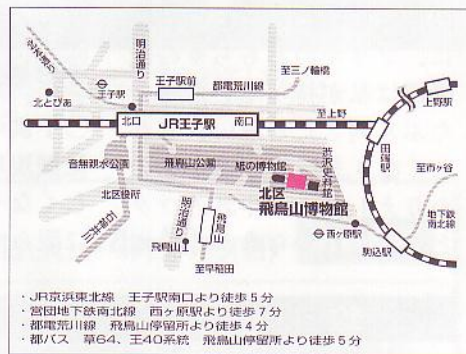 北本通り
明治通り
王子駅
王子駅前
都電荒川線
至三ノ輪橋
北とぴあ
上野駅
北口
JR王子駅
南口
至上野
田端駅
音無親水公園
飛鳥山公園
紙の博物館
渋沢史料館
至市ヶ谷
北区役所
北区
飛鳥山博物館
地下鉄
南北線
明治通り
飛鳥山
飛鳥山
西ヶ原駅
駒込駅
至早稲田
・JR京浜東北線 王子駅南口より徒歩5分
・営団地下鉄南北線 西ヶ原駅より徒歩7分
・都電荒川線 飛鳥山停留所より徒歩4分
・都バス 草64、王40系統 飛鳥山停留所より徒歩5分